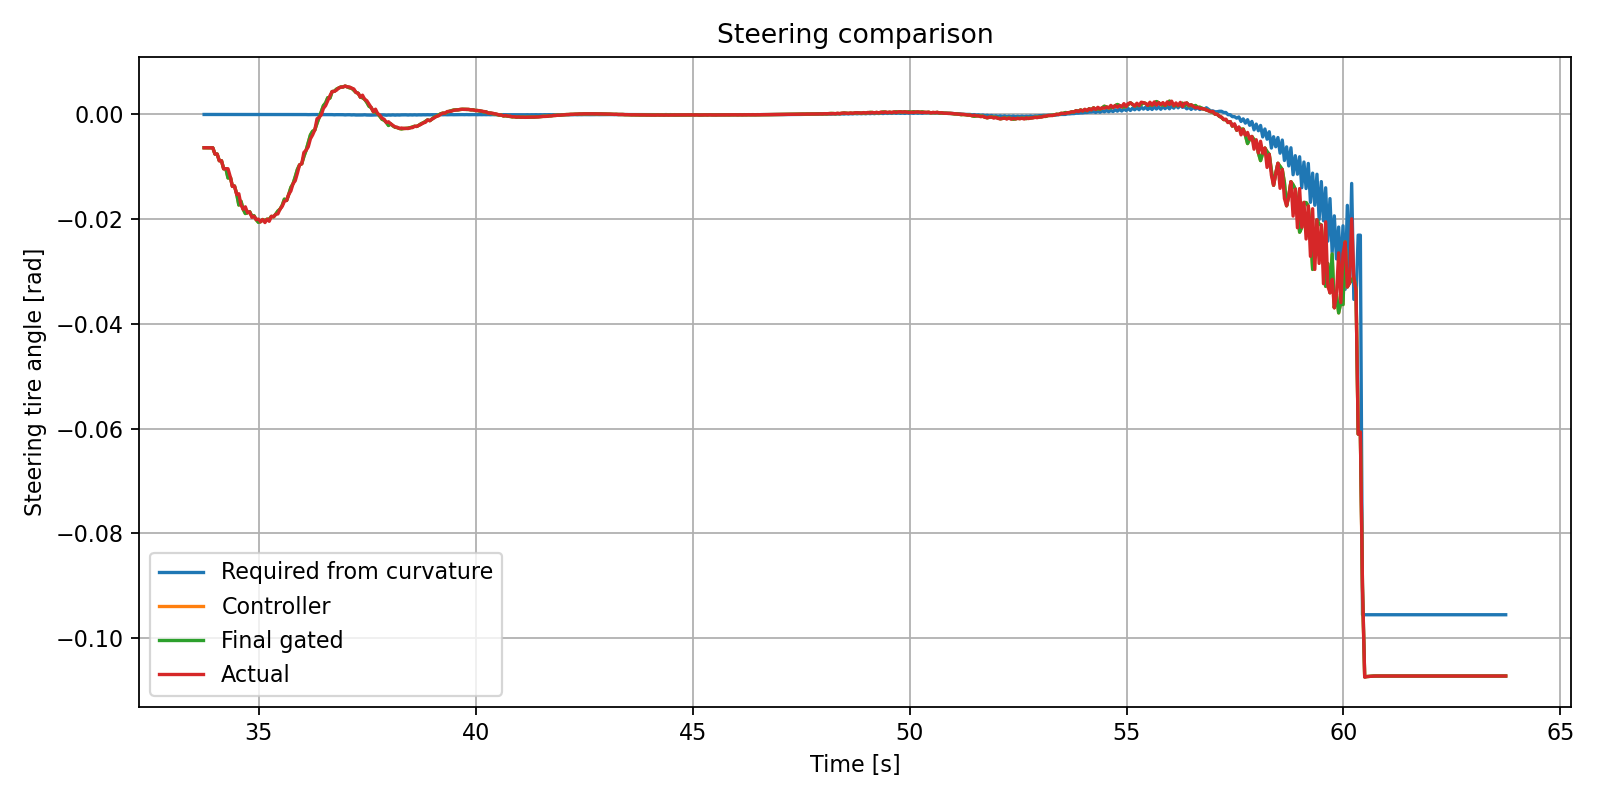 Steering comparison
Steering tire angle [rad]
0.00
−0.02
−0.04
−0.06
−0.08
−0.10
Required from curvature
Controller
Final gated
Actual
35 40 45 50 55 60 65
Time [s]